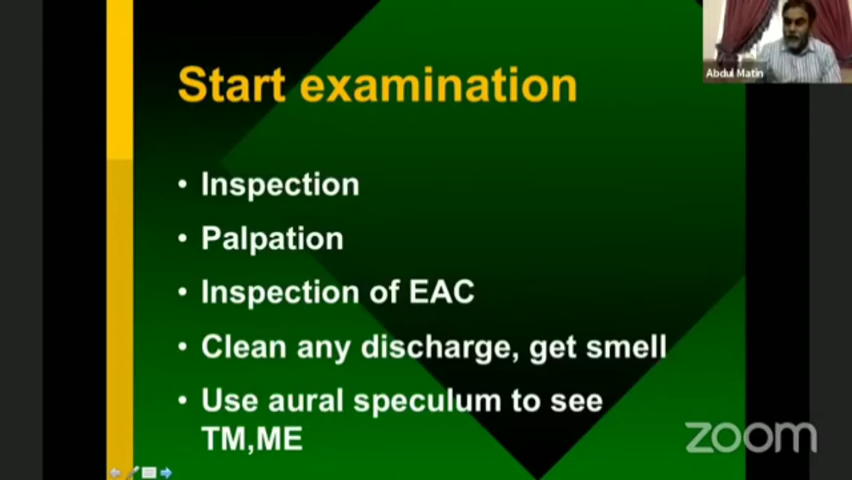 Abdul Matin
Start examination
• Inspection
• Palpation
• Inspection of EAC
• Clean any discharge, get smell
• Use aural speculum to see
TM,ME
zoom